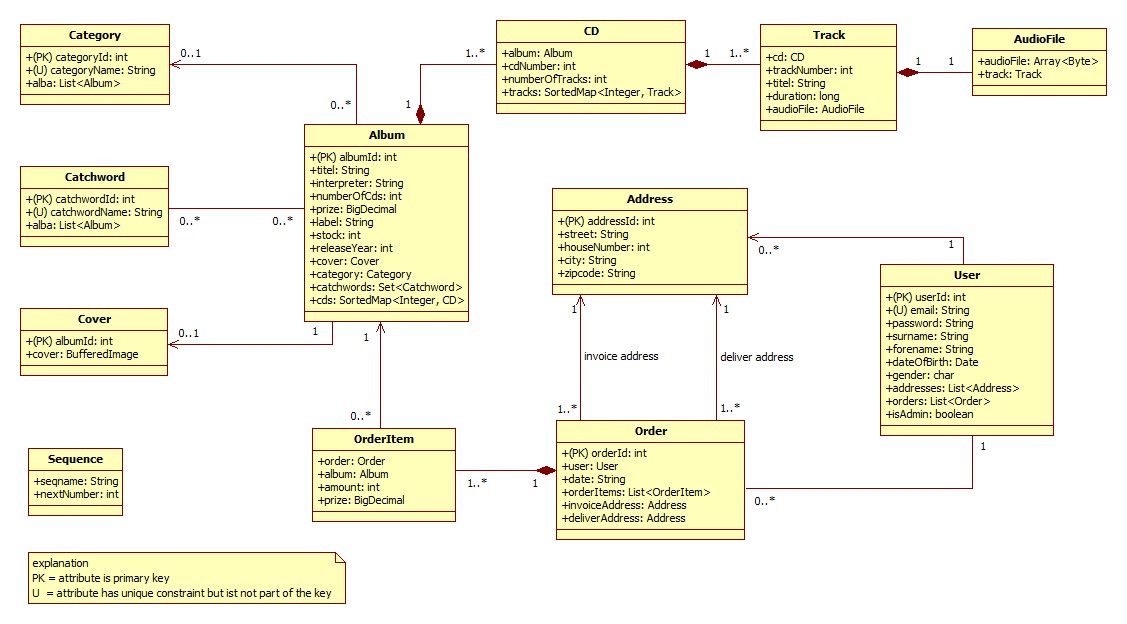 Category
+(PK) categoryId: int
+(U) categoryName: String
+alba: List<Album>
0..1
0..*
CD
+album: Album
+cdNumber: int
+numberOfTracks: int
+tracks: SortedMap<Integer, Track>
1..*
1
1
1..*
Track
+cd: CD
+trackNumber: int
+titel: String
+duration: long
+audioFile: AudioFile
1
1
AudioFile
+audioFile: Array<Byte>
+track: Track
Album
+(PK) albumId: int
+titel: String
+interpreter: String
+numberOfCds: int
+prize: BigDecimal
+label: String
+stock: int
+releaseYear: int
+cover: Cover
+category: Category
+catchwords: Set<Catchword>
+cds: SortedMap<Integer, CD>
Catchword
+(PK) catchwordId: int
+(U) catchwordName: String
+alba: List<Album>
0..*
0..*
Address
+(PK) addressId: int
+street: String
+houseNumber: int
+city: String
+zipcode: String
0..*
1
User
+(PK) userId: int
+(U) email: String
+password: String
+surname: String
+forename: String
+dateOfBirth: Date
+gender: char
+addresses: List<Address>
+orders: List<Order>
+isAdmin: boolean
Cover
+(PK) albumId: int
+cover: BufferedImage
0..1
1
1
0..*
1
1
invoice address
deliver address
1..*
1..*
OrderItem
+order: Order
+album: Album
+amount: int
+prize: BigDecimal
1..*
1
Order
+(PK) orderId: int
+user: User
+date: String
+orderItems: List<OrderItem>
+invoiceAddress: Address
+deliverAddress: Address
1
0..*
Sequence
+seqname: String
+nextNumber: int
explanation
PK = attribute is primary key
U = attribute has unique constraint but ist not part of the key